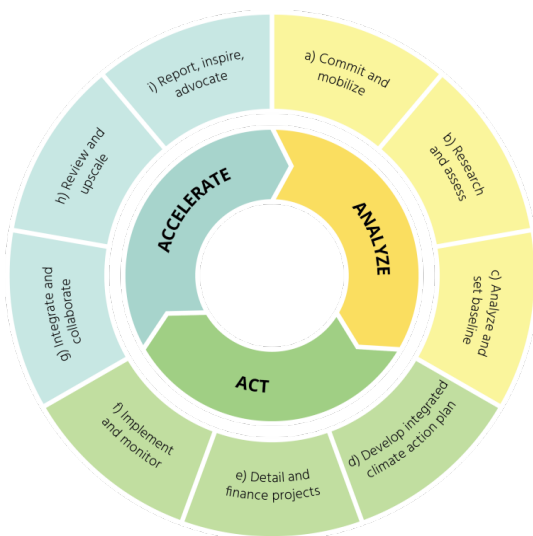 a) Commit and
mobilize
b) Research
and assess
c) Analyze and
set baseline
d) Develop integrated
climate action plan
e) Detail and
finance projects
f) Implement
and monitor
g) Integrate and
collaborate
h) Review and
upscale
i) Report, inspire,
advocate
ANALYZE
ACT
ACCELERATE